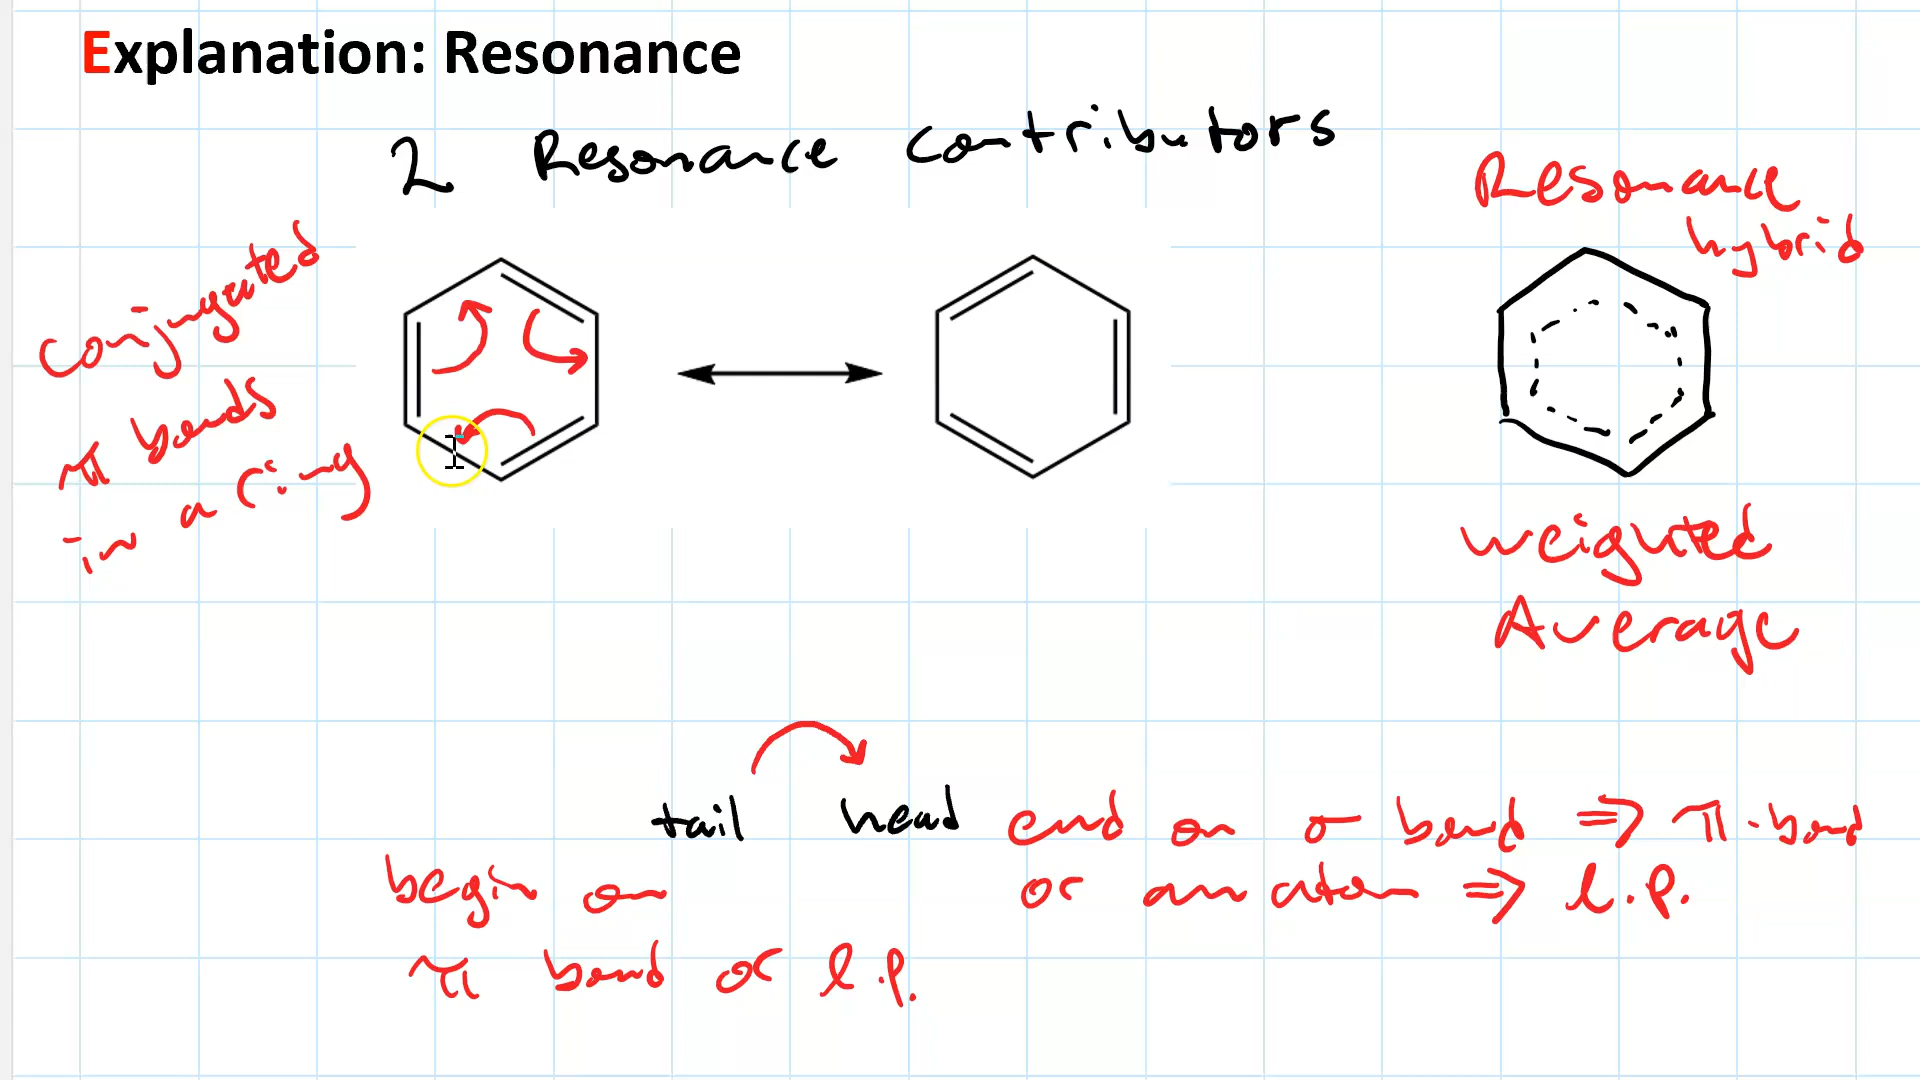 Explanation: Resonance
2 Resonance contributors
Resonance
hybrid
conjugated
π bonds
in a ring
weighted
Average
tail head end on σ bond ⇒ π-bond
begin on or an atom ⇒ l.p.
π bond or l.p.